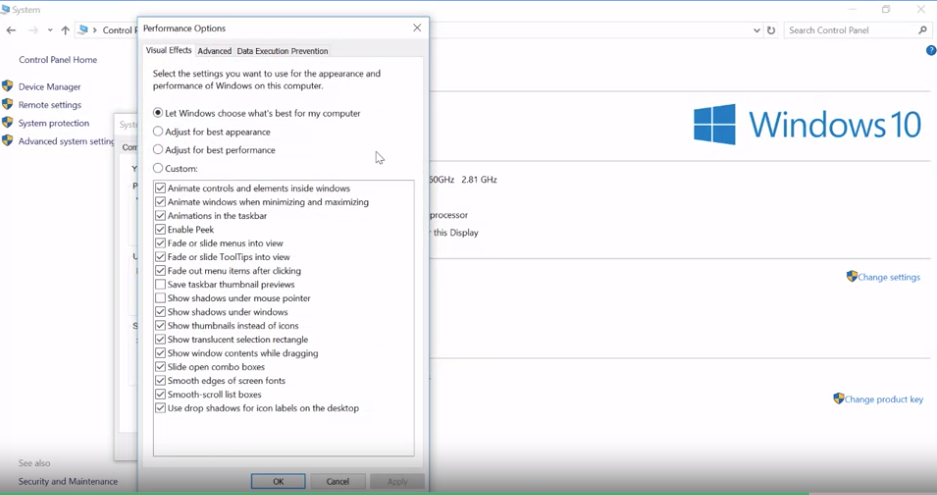 System
Control P
Search Control Panel
Performance Options
Visual Effects
Advanced
Data Execution Prevention
Select the settings you want to use for the appearance and
performance of Windows on this computer.
Let Windows choose what's best for my computer
Adjust for best appearance
Adjust for best performance
Custom:
Animate controls and elements inside windows
Animate windows when minimizing and maximizing
Animations in the taskbar
Enable Peek
Fade or slide menus into view
Fade or slide ToolTips into view
Fade out menu items after clicking
Save taskbar thumbnail previews
Show shadows under mouse pointer
Show shadows under windows
Show thumbnails instead of icons
Show translucent selection rectangle
Show window contents while dragging
Slide open combo boxes
Smooth edges of screen fonts
Smooth-scroll list boxes
Use drop shadows for icon labels on the desktop
OK
Cancel
Apply
Control Panel Home
Device Manager
Remote settings
System protection
Advanced system setting
Syste
Com
See also
Security and Maintenance
Windows 10
50GHz 2.81 GHz
processor
this Display
Change settings
Change product key